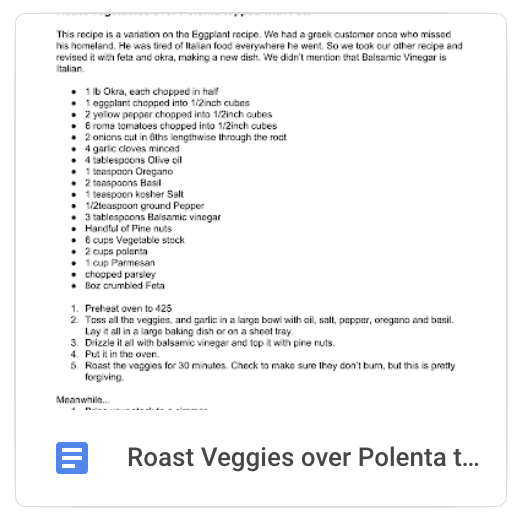 This recipe is a variation on the Eggplant recipe. We had a greek customer once who missed
his homeland. He was tired of Italian food everywhere he went. So we took our other recipe and
revised it with feta and okra, making a new dish. We didn't mention that Balsamic Vinegar is
Italian.
• 1 lb Okra, each chopped in half
• 1 eggplant chopped into 1/2inch cubes
• 2 yellow pepper chopped into 1/2inch cubes
• 6 roma tomatoes chopped into 1/2inch cubes
• 2 onions cut in 6ths lengthwise through the root
• 4 garlic cloves minced
• 4 tablespoons Olive oil
• 1 teaspoon Oregano
• 2 teaspoons Basil
• 1 teaspoon kosher Salt
• 1/2teaspoon ground Pepper
• 3 tablespoons Balsamic vinegar
• Handful of Pine nuts
• 6 cups Vegetable stock
• 2 cups polenta
• 1 cup Parmesan
• chopped parsley
• 8oz crumbled Feta
1. Preheat oven to 425
2. Toss all the veggies, and garlic in a large bowl with oil, salt, pepper, oregano and basil.
Lay it all in a large baking dish or on a sheet tray.
3. Drizzle it all with balsamic vinegar and top it with pine nuts.
4. Put it in the oven.
5. Roast the veggies for 30 minutes. Check to make sure they don't burn, but this is pretty
forgiving.
Meanwhile...
Roast Veggies over Polenta t...